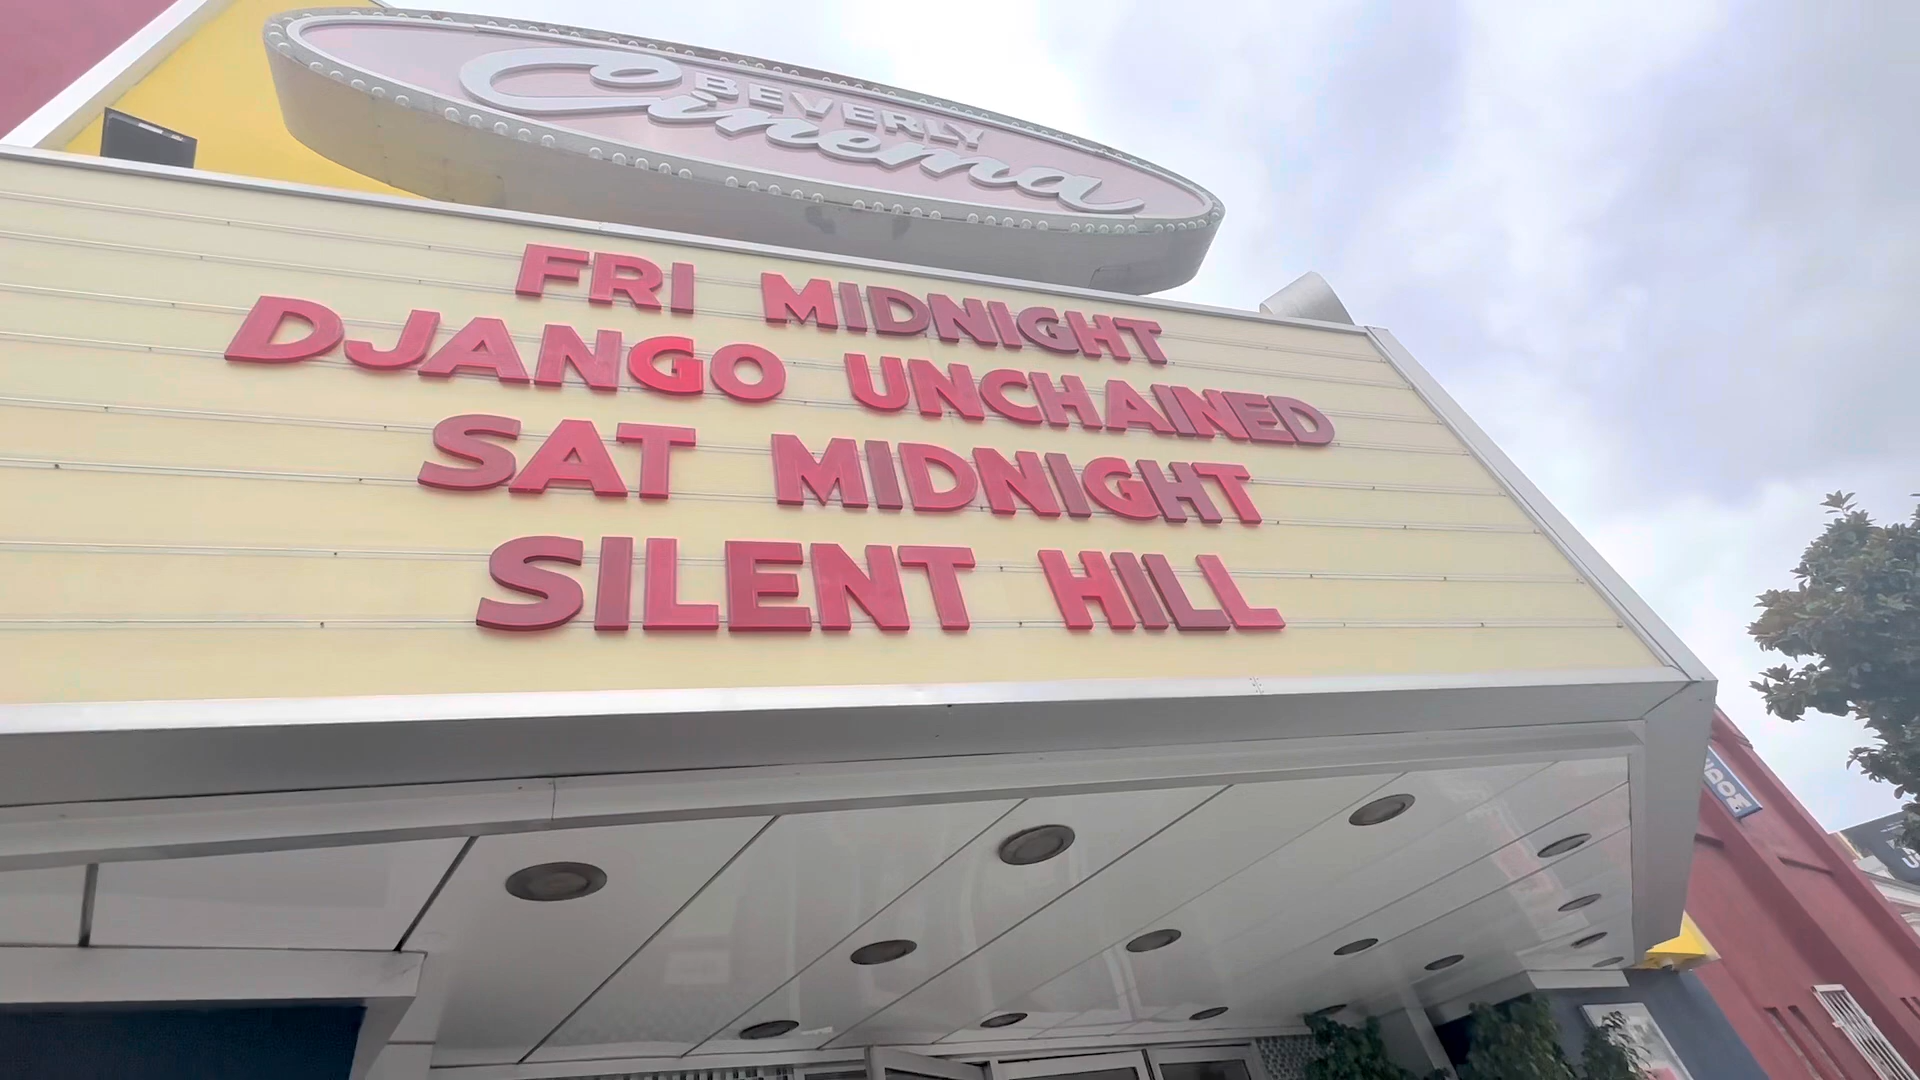 BEVERLY
Cinema
FRI MIDNIGHT
DJANGO UNCHAINED
SAT MIDNIGHT
SILENT HILL